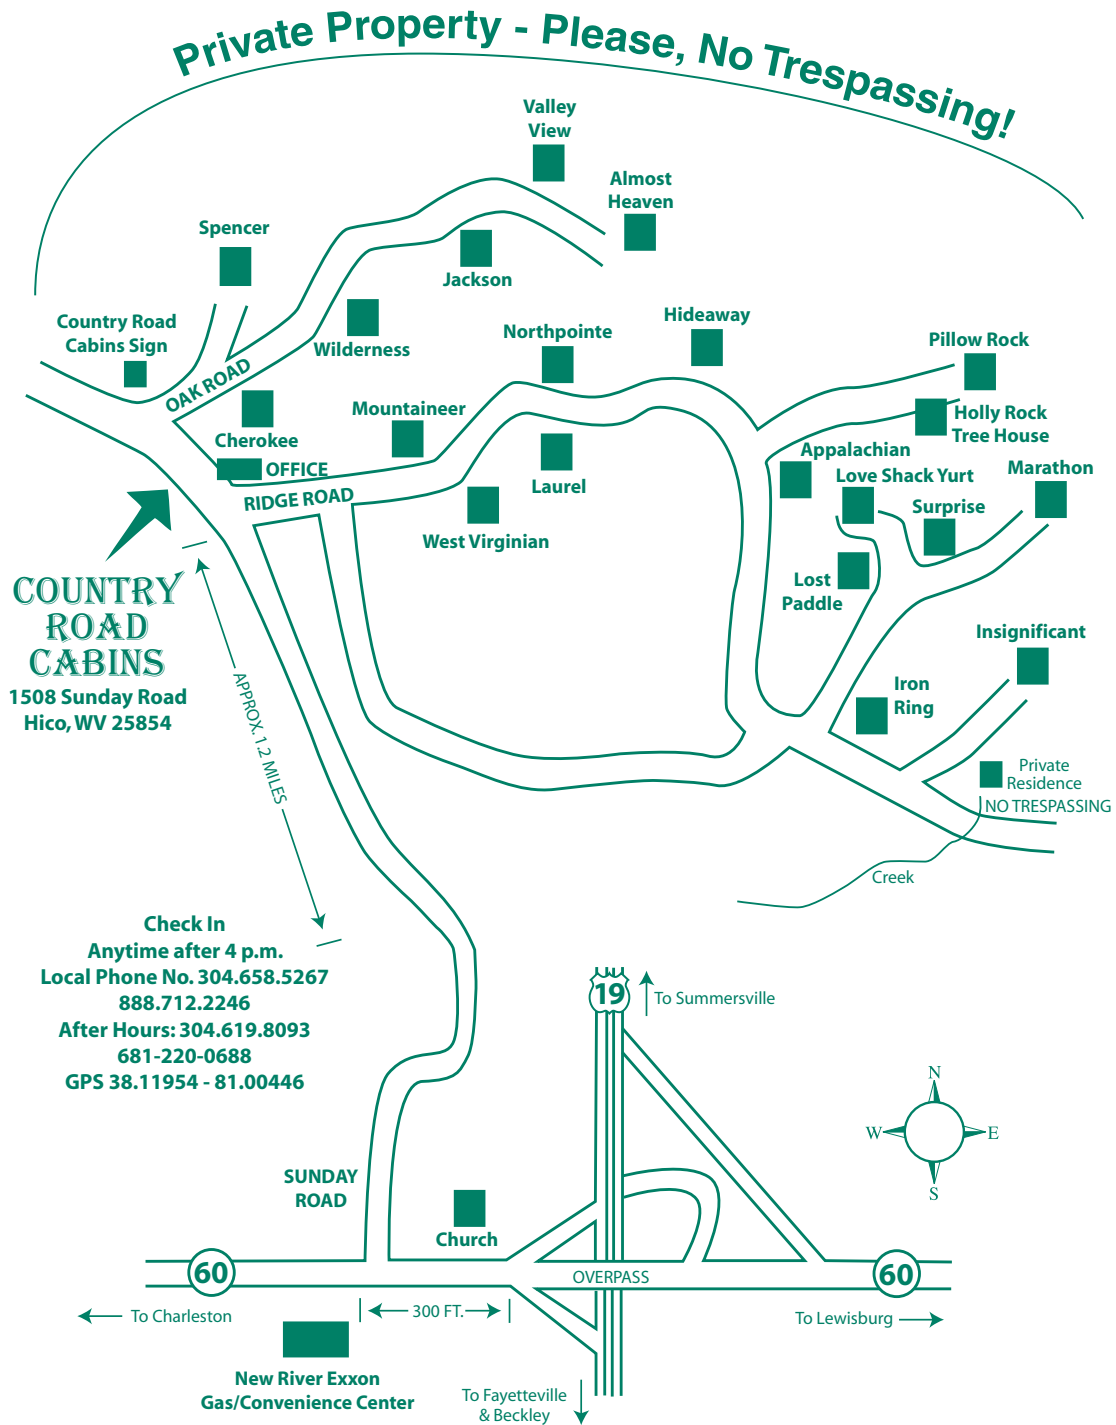 Private Property - Please, No Trespassing!
Valley
View
Almost
Heaven
Spencer
Jackson
Country Road
Cabins Sign
Wilderness
OAK ROAD
Hideaway
Northpointe
Pillow Rock
Mountaineer
Cherokee
Holly Rock
Tree House
Appalachian
OFFICE
Love Shack Yurt
Marathon
RIDGE ROAD
Laurel
Surprise
West Virginian
Lost
Paddle
COUNTRY
ROAD
CABINS
1508 Sunday Road
Hico, WV 25854
APPROX. 1.2 MILES
Insignificant
Iron
Ring
Private
Residence
NO TRESPASSING
Creek
Check In
Anytime after 4 p.m.
Local Phone No. 304.658.5267
888.712.2246
After Hours: 304.619.8093
681-220-0688
GPS 38.11954 - 81.00446
19
To Summersville
N
W
E
S
SUNDAY
ROAD
Church
60
OVERPASS
60
To Charleston
300 FT.
To Lewisburg
New River Exxon
Gas/Convenience Center
To Fayetteville
& Beckley